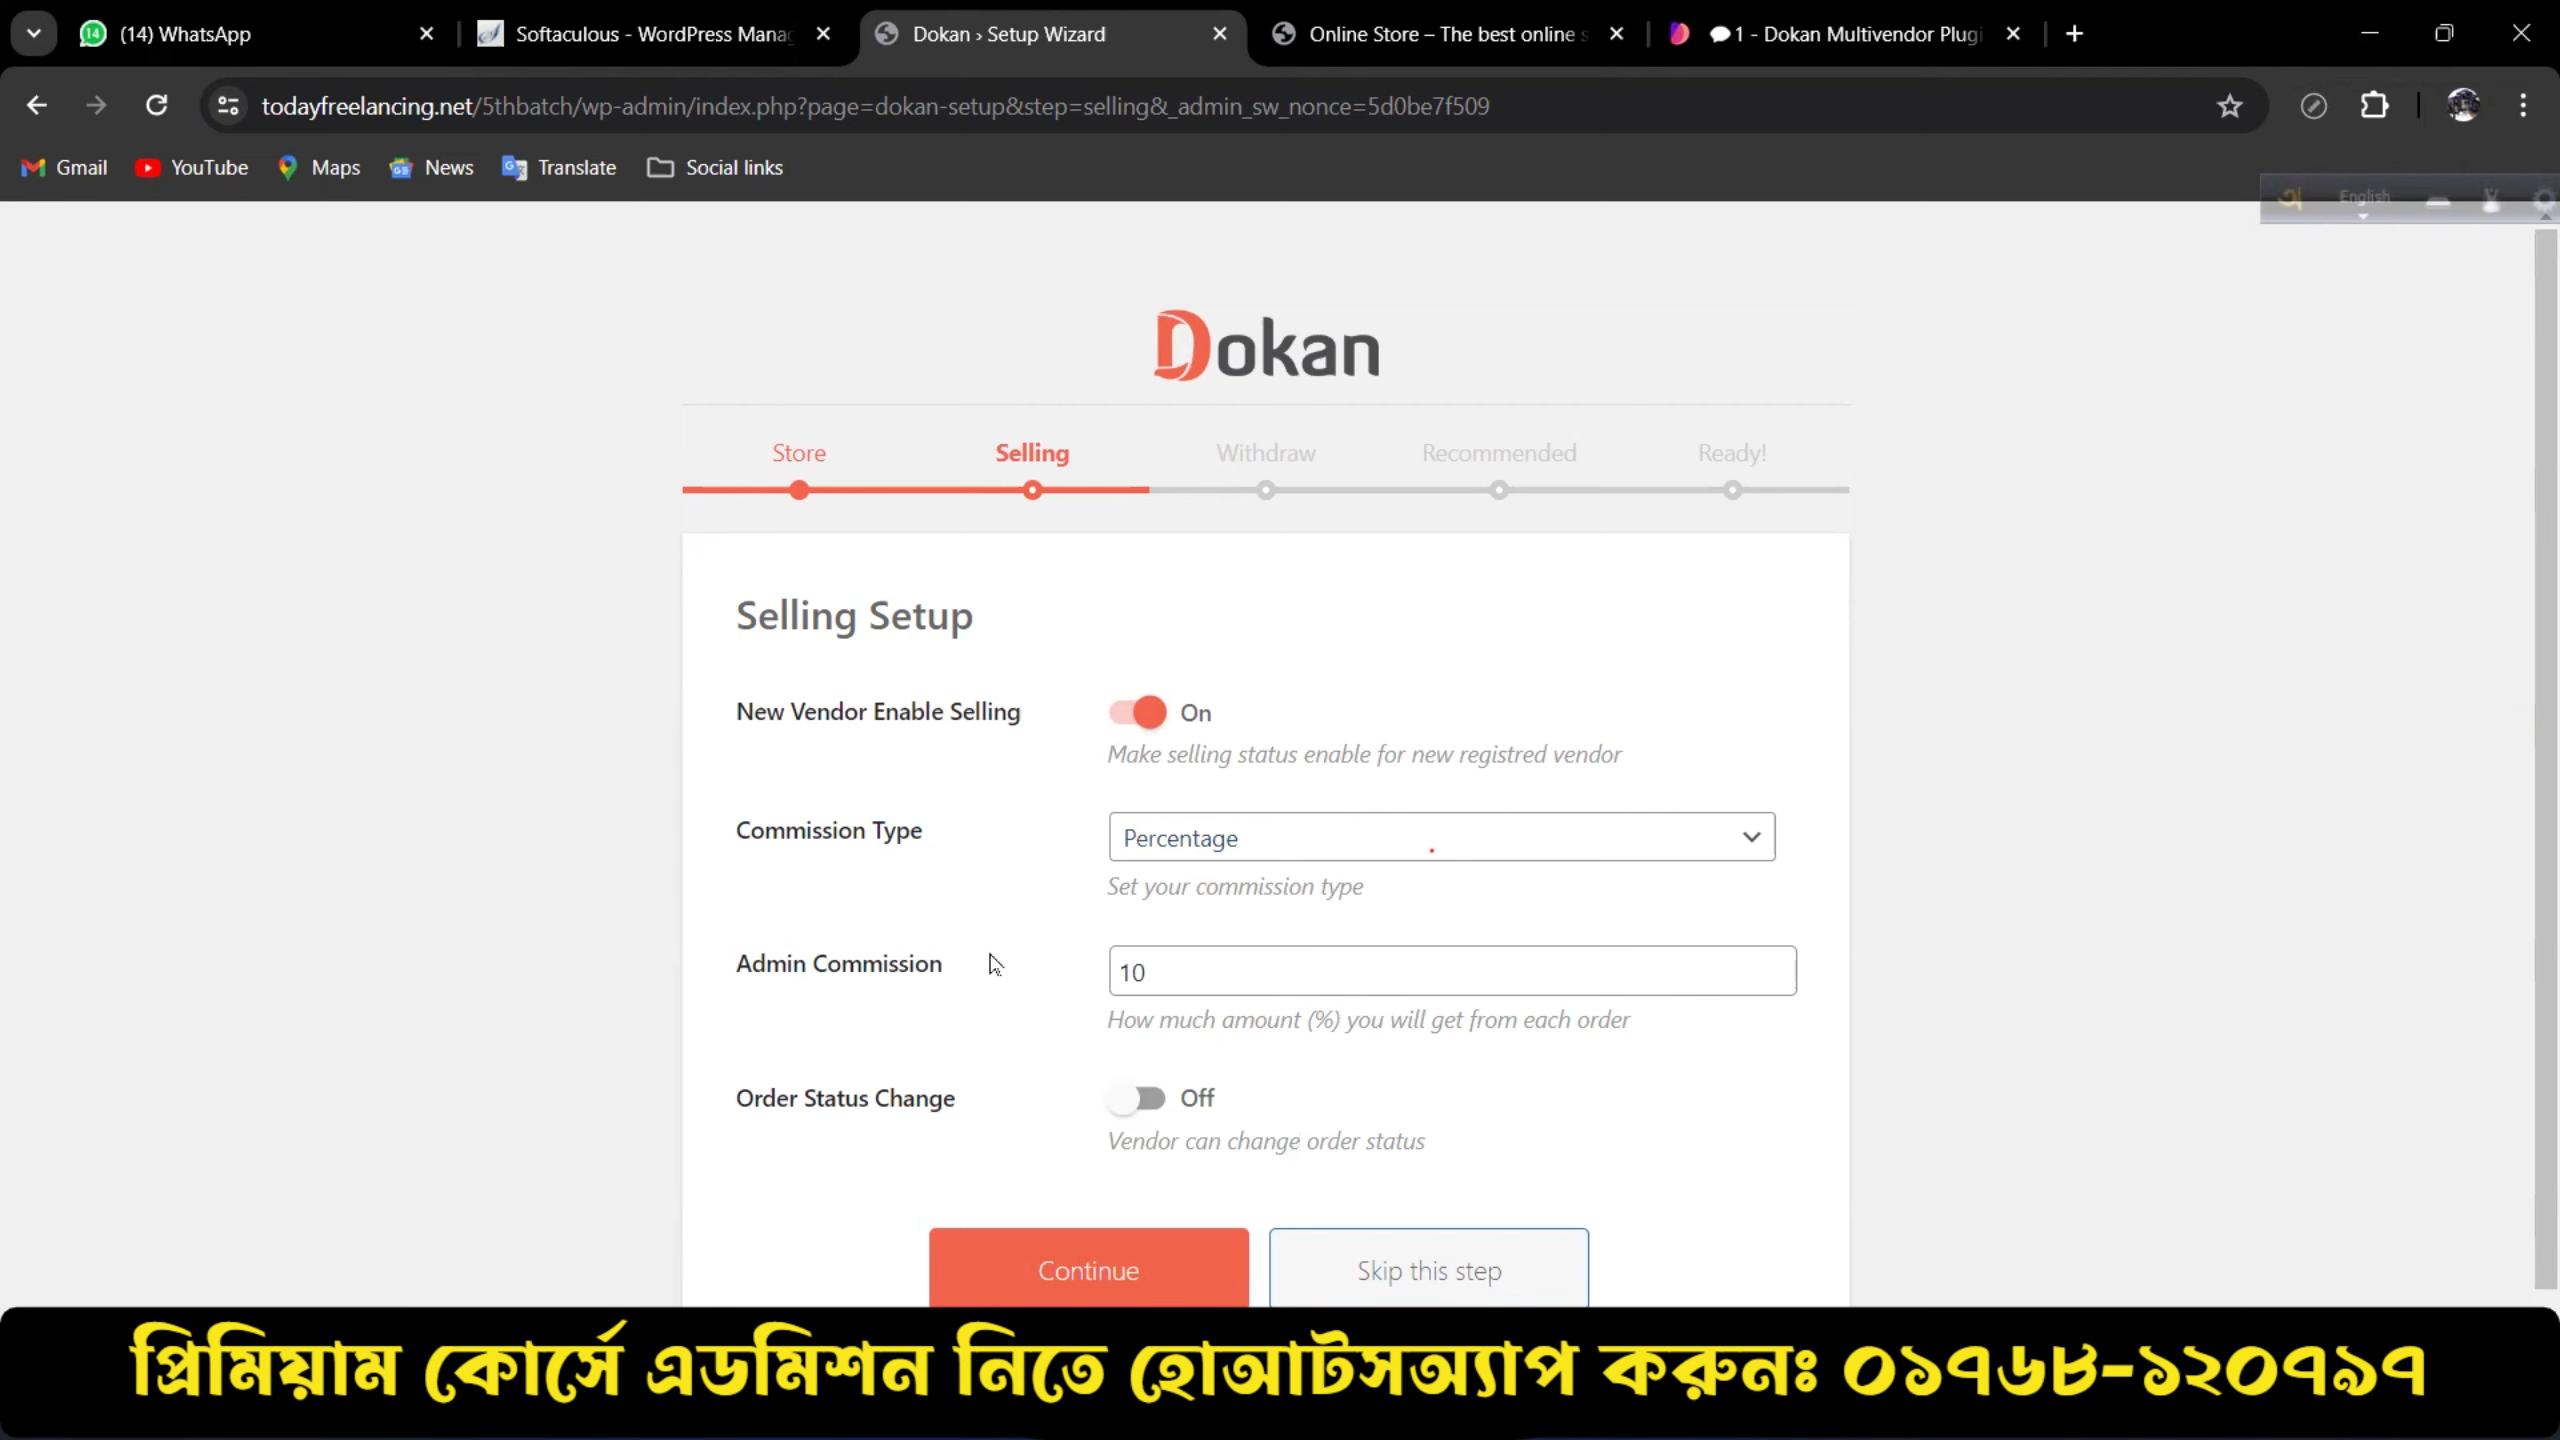 (14) WhatsApp
Softaculous - WordPress Manag
Dokan › Setup Wizard
Online Store – The best online s
1 - Dokan Multivendor Plugi
todayfreelancing.net/5thbatch/wp-admin/index.php?page=dokan-setup&step=selling&_admin_sw_nonce=5d0be7f509
Gmail
YouTube
Maps
News
Translate
Social links
অ English
Dokan
Store
Selling
Withdraw
Recommended
Ready!
Selling Setup
New Vendor Enable Selling
On
Make selling status enable for new registred vendor
Commission Type
Percentage
Set your commission type
Admin Commission
10
How much amount (%) you will get from each order
Order Status Change
Off
Vendor can change order status
Continue
Skip this step
প্রিমিয়াম কোর্সে এডমিশন নিতে হোআটসঅ্যাপ করুনঃ ০১৭৬৮-১২০৭৯৭